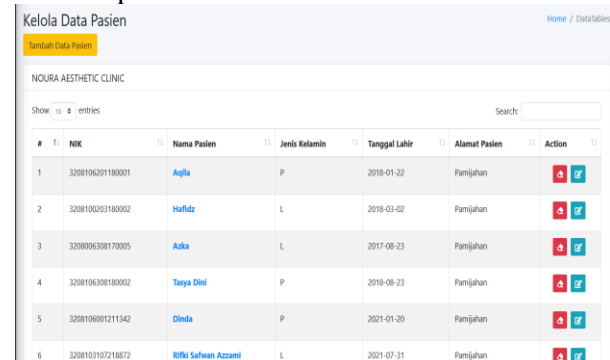 Kelola Data Pasien
Home / DataTables
Tambah Data Pasien
NOURA AESTHETIC CLINIC
Show 10 entries
Search:
# NIK Nama Pasien Jenis Kelamin Tanggal Lahir Alamat Pasien Action
1 3208106201180001 Aqila P 2018-01-22 Pamijahan
2 3208100203180002 Hafidz L 2018-03-02 Pamijahan
3 3208006308170005 Azka L 2017-08-23 Pamijahan
4 3208106308180002 Tasya Dini P 2018-08-23 Pamijahan
5 3208106001211342 Dinda P 2021-01-20 Pamijahan
6 3208103107218872 Rifki Safwan Azzami L 2021-07-31 Pamijahan